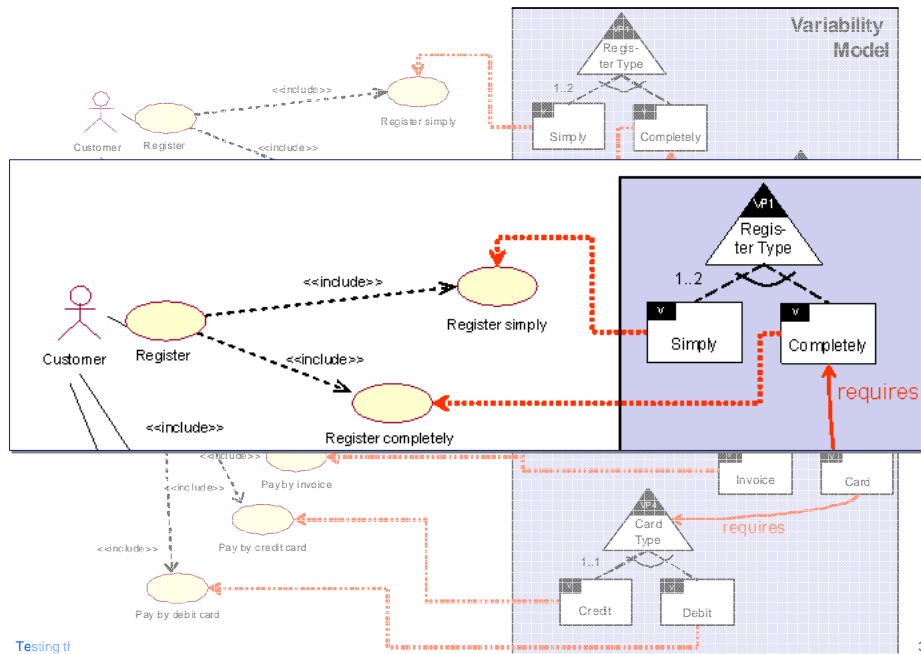 Variability
Model
VP1
Regis-
ter Type
1..2
<<include>>
Register simply
Simply
Completely
Customer
Register
<<include>>
VP1
Regis-
ter Type
1..2
<<include>>
V
V
Register simply
Simply
Completely
Customer
Register
<<include>>
requires
<<include>>
Register completely
<<include>>
Pay by invoice
Invoice
Card
<<include>>
Card
Type
requires
Pay by credit card
1..1
<<include>>
Credit
Debit
Pay by debit card
Testing th
3